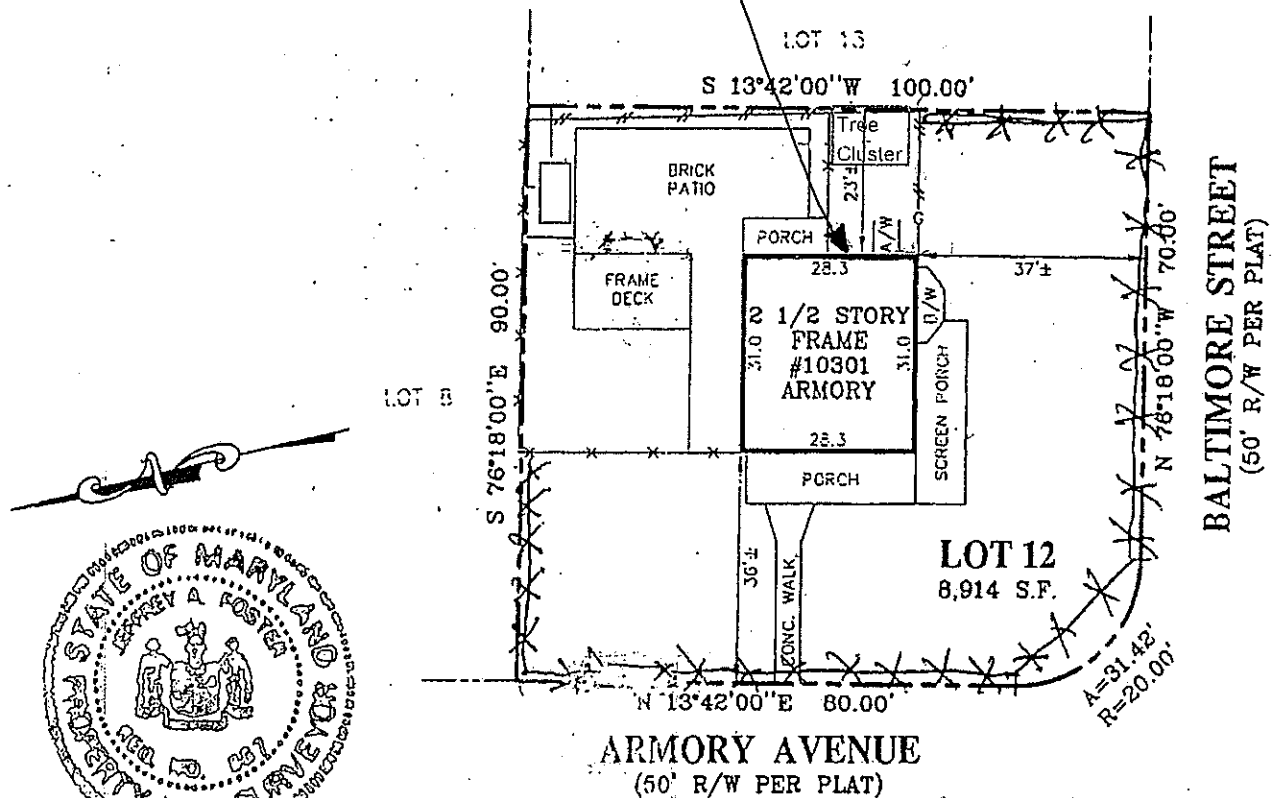 LOT 13
S 13°42'00"W 100.00'
Tree
Cluster
BRICK
PATIO
23'±
A/W
G
PORCH
28.3
37'±
FRAME
DECK
B/W
2 1/2 STORY
FRAME
#10301
ARMORY
31.0
31.0
28.3
SCREEN PORCH
PORCH
S 76°18'00"E 90.00'
LOT 8
N 76°18'00"W 70.00'
BALTIMORE STREET
(50' R/W PER PLAT)
36'±
CONC. WALK
LOT 12
8,914 S.F.
A=31.42'
R=20.00'
N 13°42'00"E 80.00'
ARMORY AVENUE
(50' R/W PER PLAT)
STATE OF MARYLAND
JEFFREY A. FOSTER